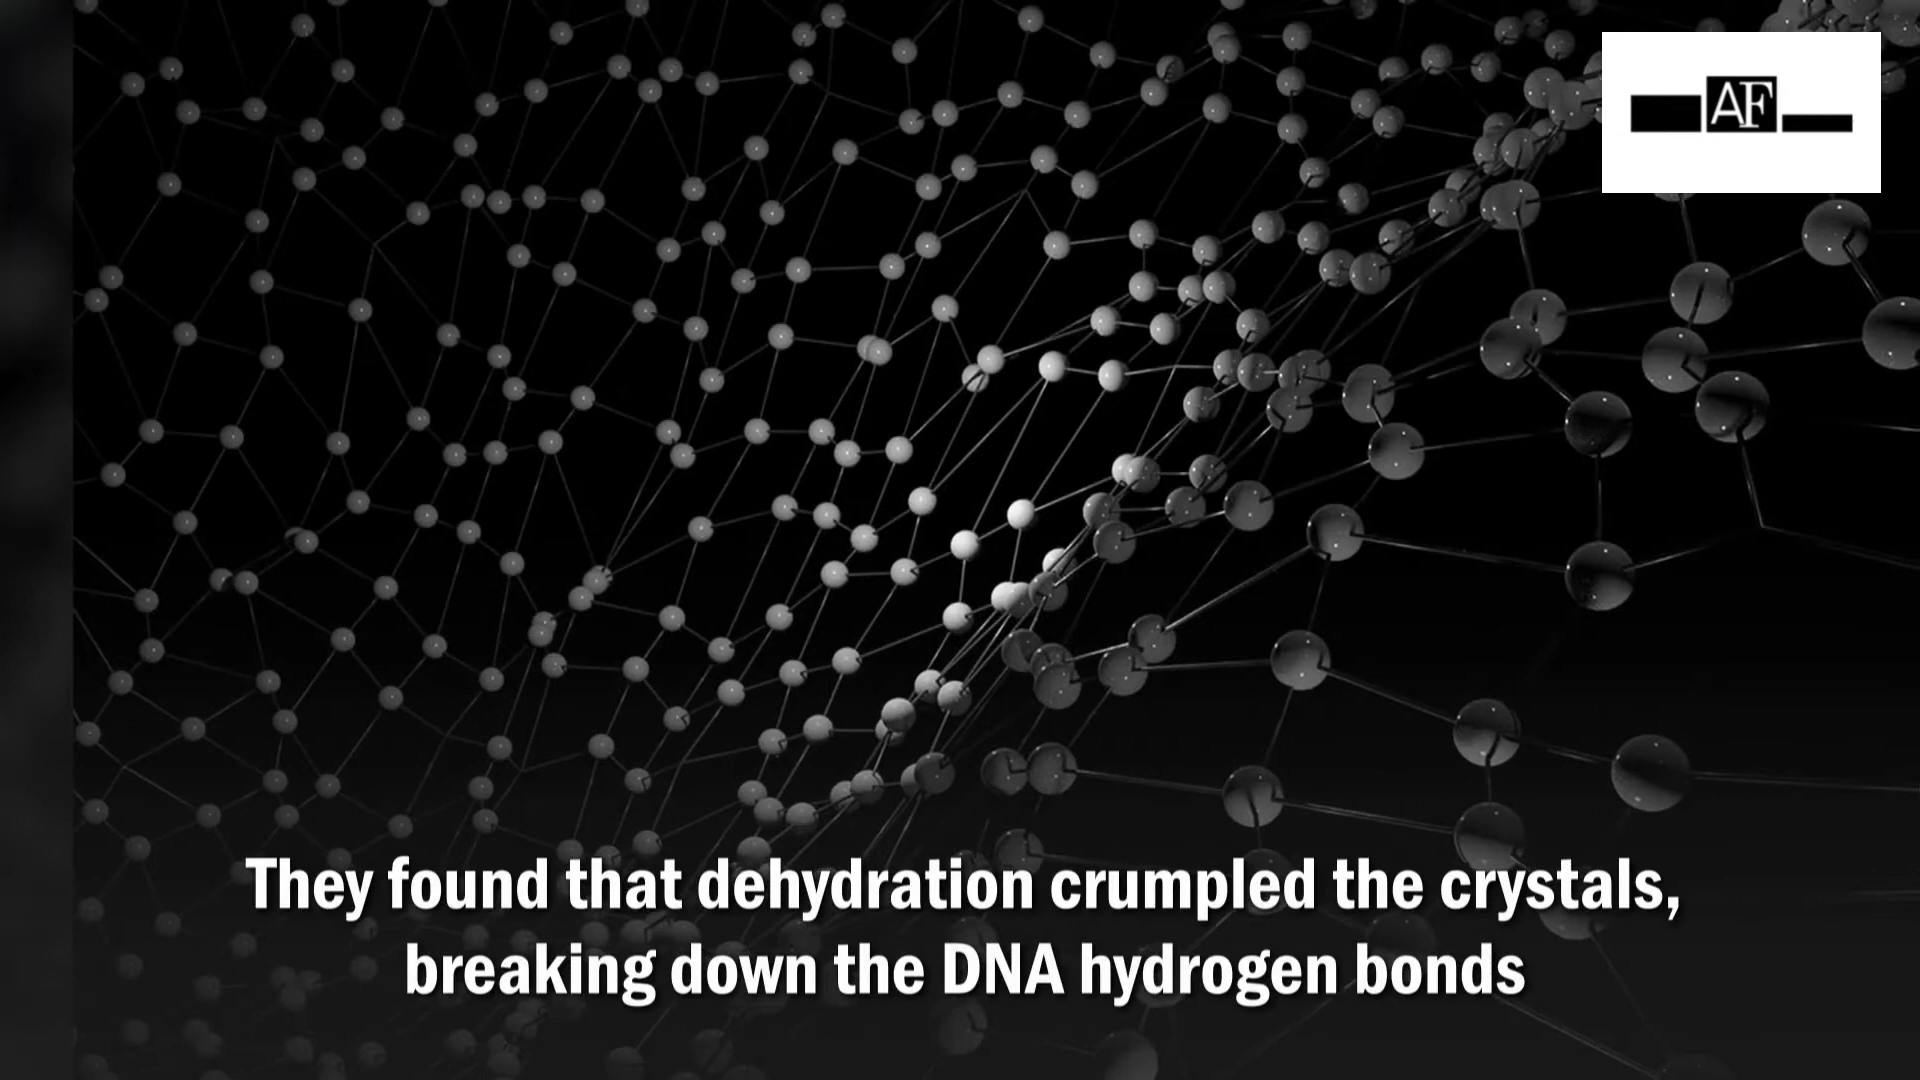 AF
They found that dehydration crumpled the crystals,
breaking down the DNA hydrogen bonds